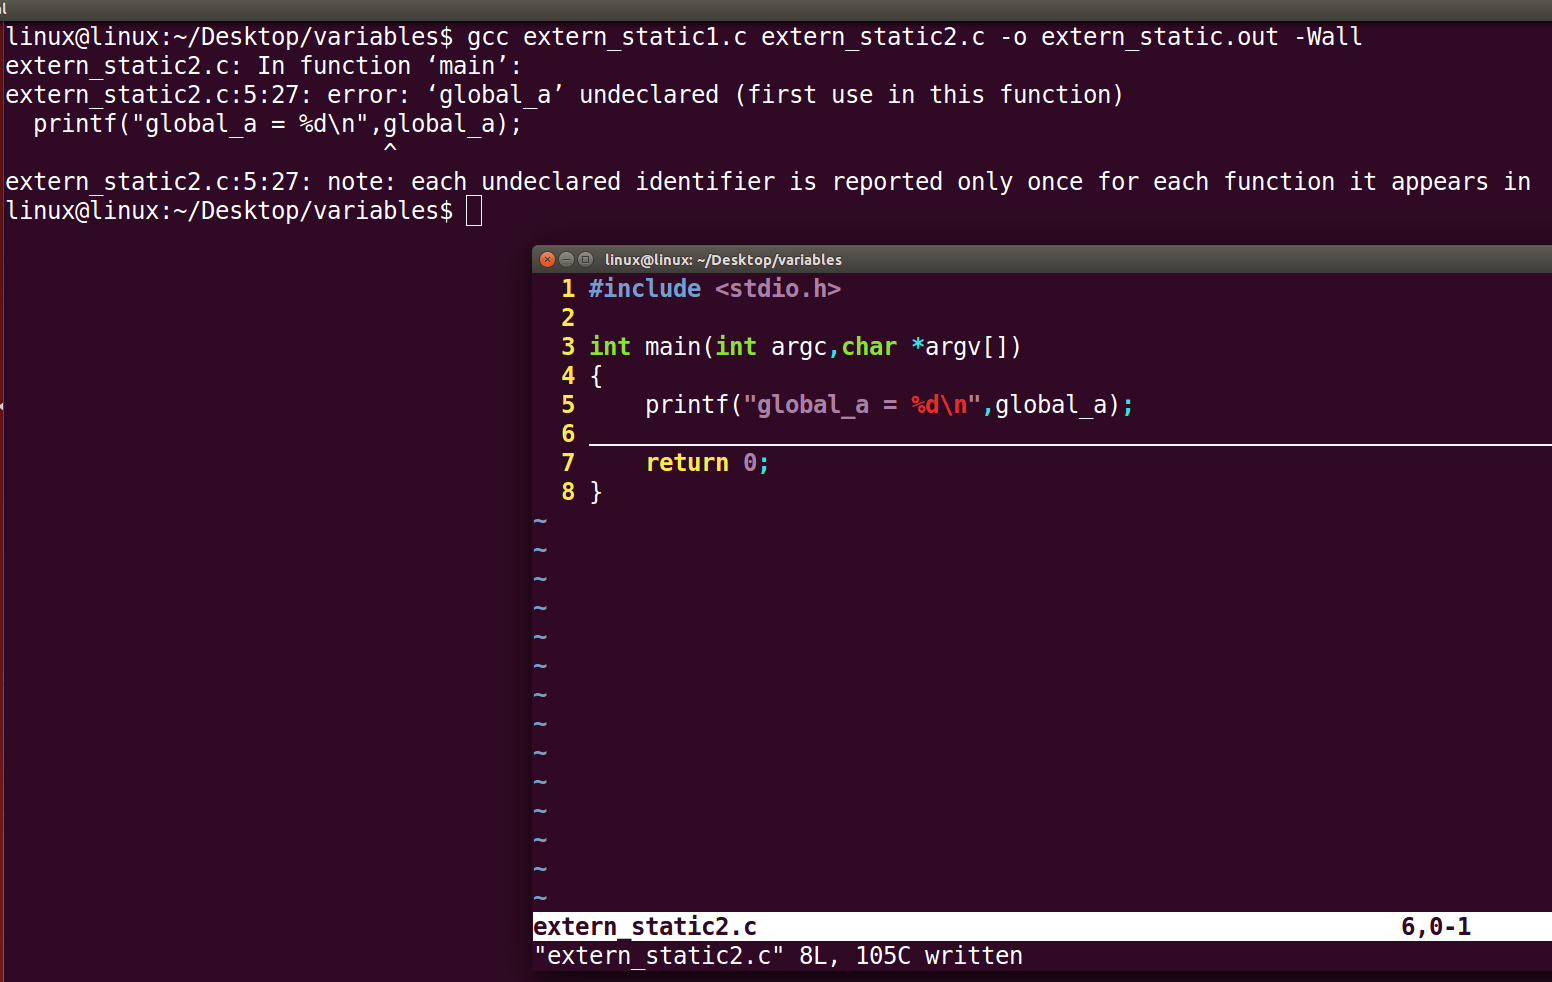 al
linux@linux:~/Desktop/variables$ gcc extern_static1.c extern_static2.c -o extern_static.out -Wall
extern_static2.c: In function ‘main’:
extern_static2.c:5:27: error: ‘global_a’ undeclared (first use in this function)
  printf("global_a = %d\n",global_a);
                           ^
extern_static2.c:5:27: note: each undeclared identifier is reported only once for each function it appears in
linux@linux:~/Desktop/variables$
linux@linux: ~/Desktop/variables
1 #include <stdio.h>
2
3 int main(int argc,char *argv[])
4 {
5     printf("global_a = %d\n",global_a);
6
7     return 0;
8 }
~
~
~
~
~
~
~
~
~
~
~
~
~
~
extern_static2.c 6,0-1
"extern_static2.c" 8L, 105C written